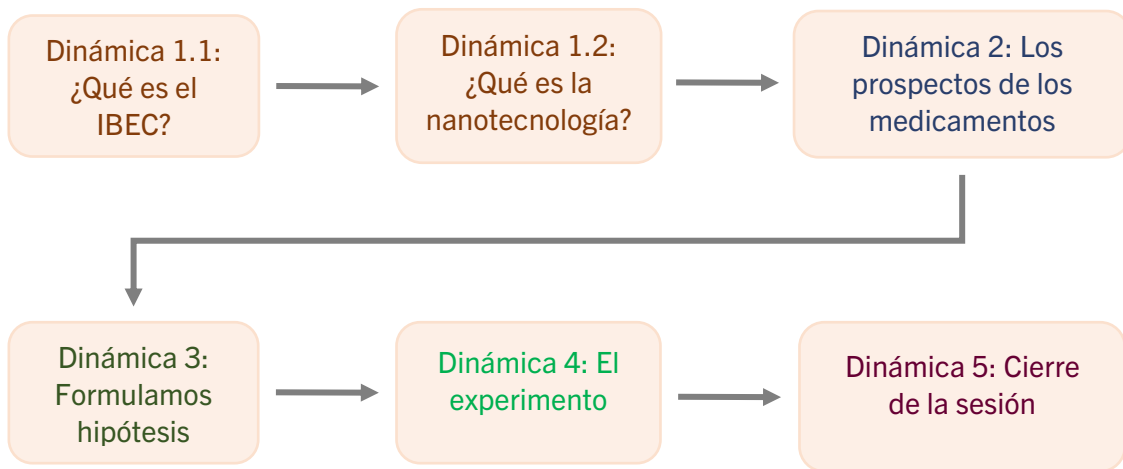 Dinámica 1.1:
¿Qué es el
IBEC?
Dinámica 1.2:
¿Qué es la
nanotecnología?
Dinámica 2: Los
prospectos de los
medicamentos
Dinámica 3:
Formulamos
hipótesis
Dinámica 4: El
experimento
Dinámica 5: Cierre
de la sesión